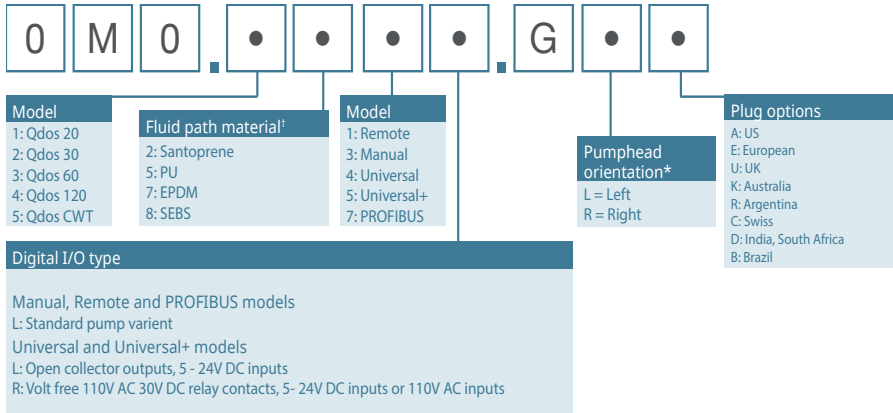 0 M 0 . • • • • . G • •
Model
1: Qdos 20
2: Qdos 30
3: Qdos 60
4: Qdos 120
5: Qdos CWT
Fluid path material†
2: Santoprene
5: PU
7: EPDM
8: SEBS
Model
1: Remote
3: Manual
4: Universal
5: Universal+
7: PROFIBUS
Pumphead
orientation*
L = Left
R = Right
Plug options
A: US
E: European
U: UK
K: Australia
R: Argentina
C: Swiss
D: India, South Africa
B: Brazil
Digital I/O type
Manual, Remote and PROFIBUS models
L: Standard pump varient
Universal and Universal+ models
L: Open collector outputs, 5 - 24V DC inputs
R: Volt free 110V AC 30V DC relay contacts, 5- 24V DC inputs or 110V AC inputs